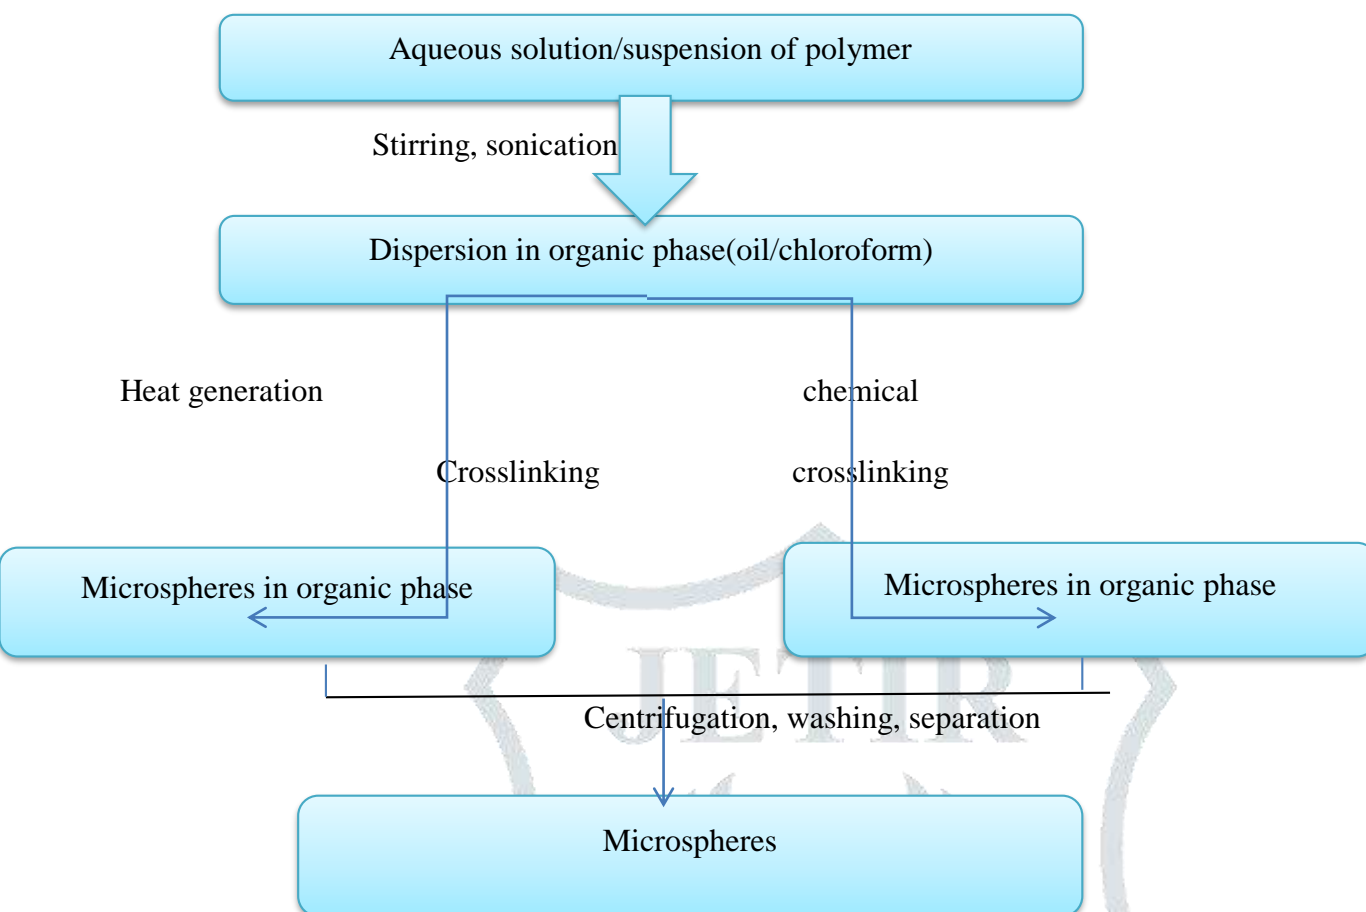 Aqueous solution/suspension of polymer
Stirring, sonication
Dispersion in organic phase(oil/chloroform)
Heat generation
chemical
Crosslinking
crosslinking
Microspheres in organic phase
Microspheres in organic phase
JETIR
Centrifugation, washing, separation
Microspheres